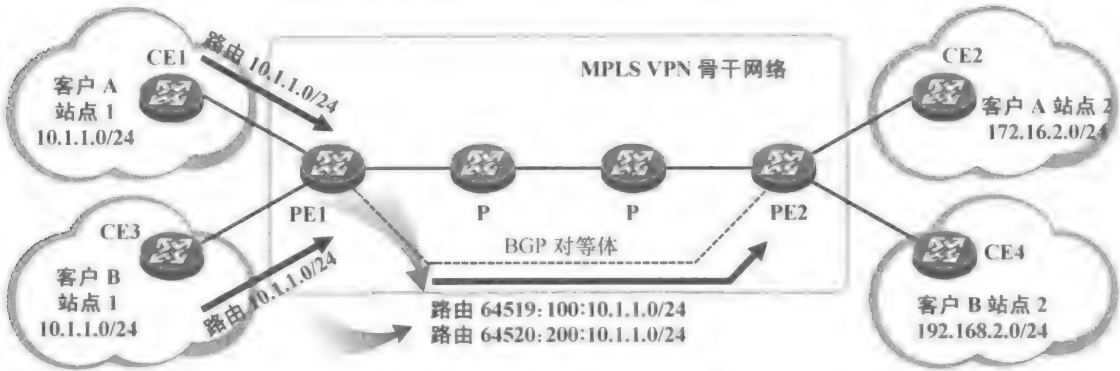 CE1
路由 10.1.1.0/24
客户 A
站点 1
10.1.1.0/24
MPLS VPN 骨干网络
CE2
客户 A 站点 2
172.16.2.0/24
PE1
P
P
PE2
CE3
客户 B
站点 1
10.1.1.0/24
路由 10.1.1.0/24
BGP 对等体
CE4
客户 B 站点 2
192.168.2.0/24
路由 64519:100:10.1.1.0/24
路由 64520:200:10.1.1.0/24